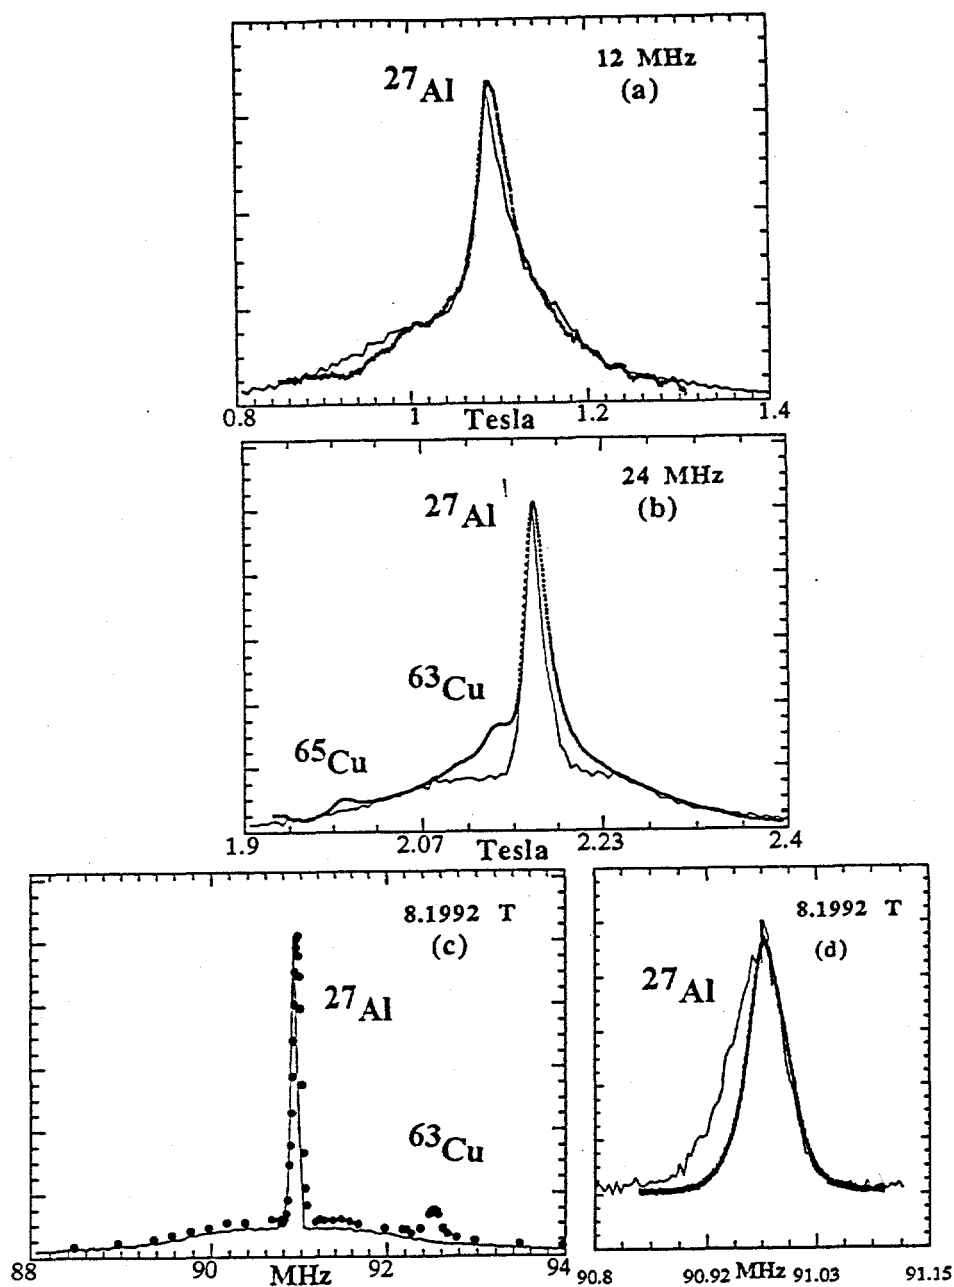 12 MHz
(a)
27Al
0.8 1 Tesla 1.2 1.4
24 MHz
(b)
27Al
63Cu
65Cu
1.9 2.07 Tesla 2.23 2.4
8.1992 T
(c)
27Al
63Cu
88 90 MHz 92 94
8.1992 T
(d)
27Al
90.8 90.92 MHz 91.03 91.15